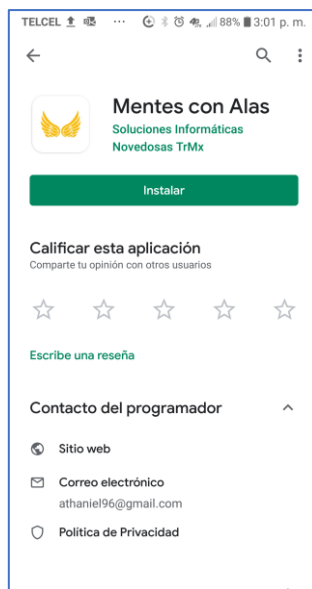 TELCEL 88% 3:01 p. m.
Mentes con Alas
Soluciones Informáticas
Novedosas TrMx
Instalar
Calificar esta aplicación
Comparte tu opinión con otros usuarios
Escribe una reseña
Contacto del programador
Sitio web
Correo electrónico
athaniel96@gmail.com
Política de Privacidad